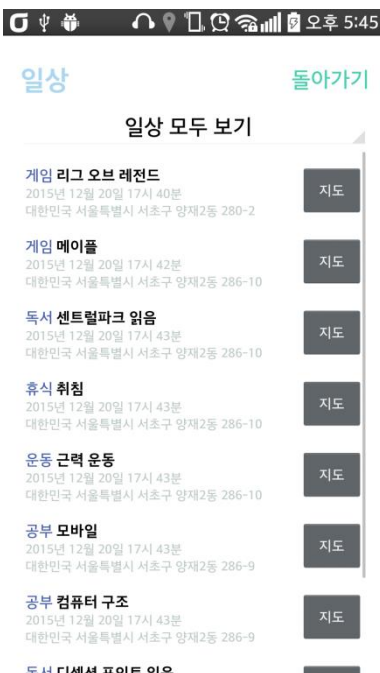 오후 5:45
일상
돌아가기
일상 모두 보기
게임 리그 오브 레전드
2015년 12월 20일 17시 40분
대한민국 서울특별시 서초구 양재2동 280-2
지도
게임 메이플
2015년 12월 20일 17시 42분
대한민국 서울특별시 서초구 양재2동 286-10
지도
독서 센트럴파크 읽음
2015년 12월 20일 17시 43분
대한민국 서울특별시 서초구 양재2동 286-10
지도
휴식 취침
2015년 12월 20일 17시 43분
대한민국 서울특별시 서초구 양재2동 286-10
지도
운동 근력 운동
2015년 12월 20일 17시 43분
대한민국 서울특별시 서초구 양재2동 286-10
지도
공부 모바일
2015년 12월 20일 17시 43분
대한민국 서울특별시 서초구 양재2동 286-9
지도
공부 컴퓨터 구조
2015년 12월 20일 17시 43분
대한민국 서울특별시 서초구 양재2동 286-9
지도